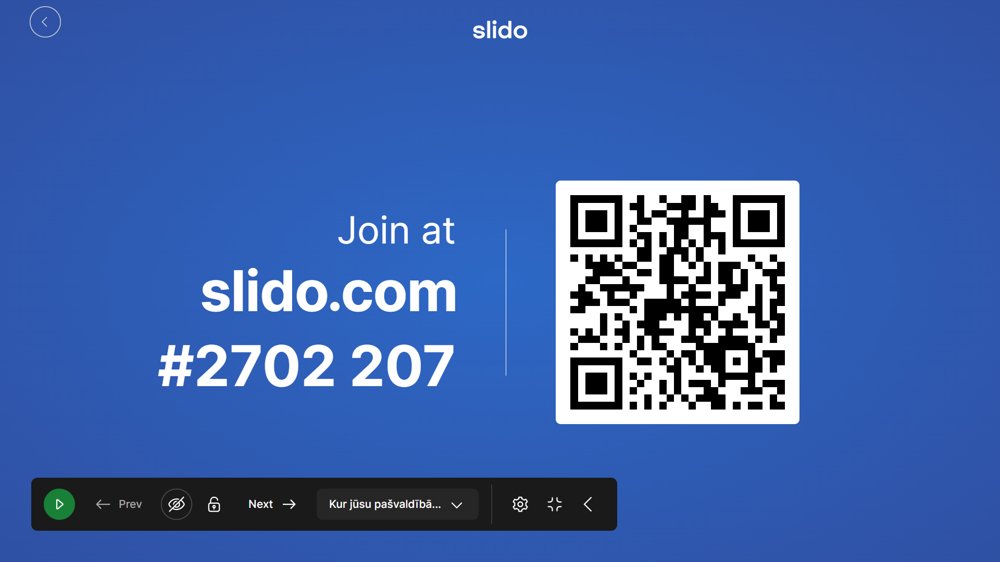 slido
Join at
slido.com
#2702 207
Prev
Next
Kur jūsu pašvaldībā...